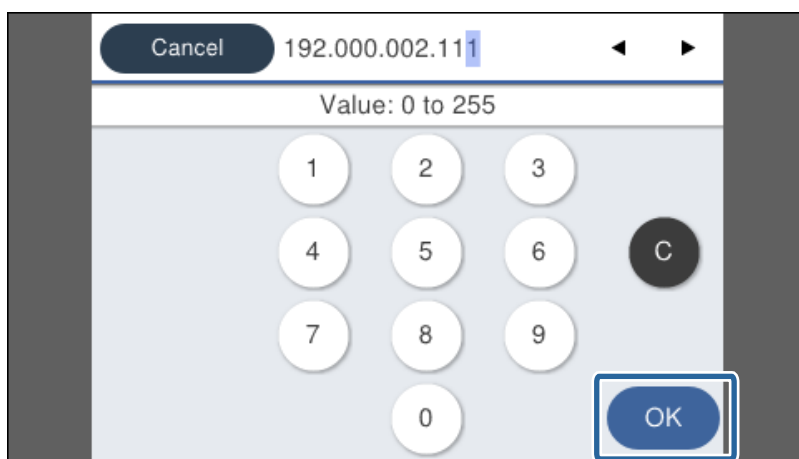 Cancel 192.000.002.111 ◄ ►
Value: 0 to 255
1 2 3
4 5 6 C
7 8 9
0 OK